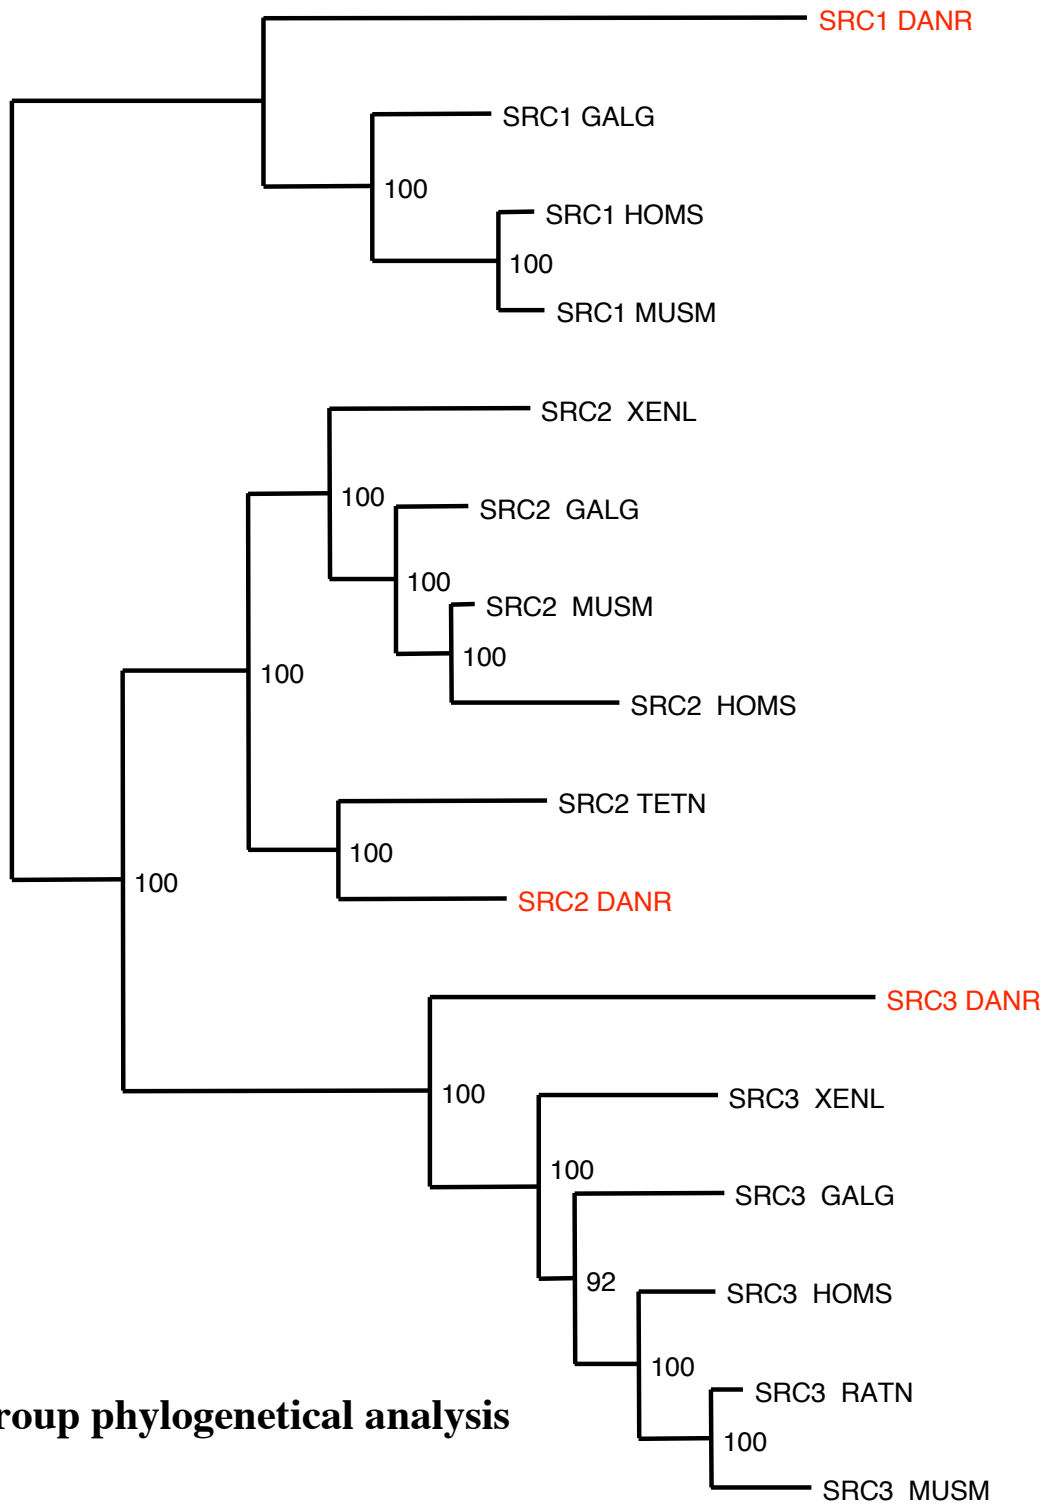 SRC1 DANR
SRC1 GALG
100
SRC1 HOMS
100
SRC1 MUSM
SRC2 XENL
100
SRC2 GALG
100
SRC2 MUSM
100
100
SRC2 HOMS
SRC2 TETN
100
100
SRC2 DANR
SRC3 DANR
100
SRC3 XENL
100
SRC3 GALG
92
SRC3 HOMS
100
SRC3 RATN
phylogenetical analysis
100
SRC3 MUSM